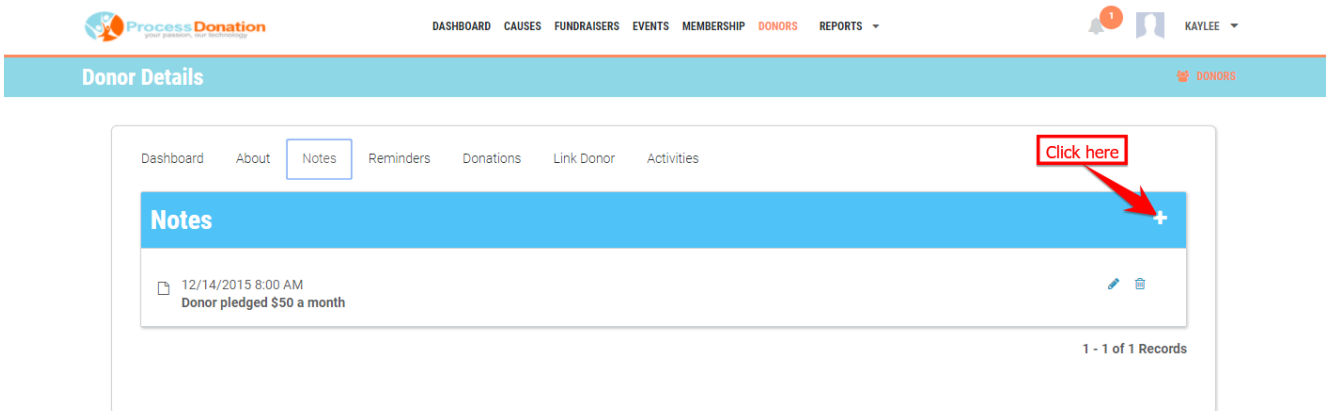 Process Donation
your passion, our technology
DASHBOARD CAUSES FUNDRAISERS EVENTS MEMBERSHIP DONORS REPORTS
1
KAYLEE
Donor Details
DONORS
Dashboard About Notes Reminders Donations Link Donor Activities
Click here
Notes
12/14/2015 8:00 AM
Donor pledged $50 a month
1 - 1 of 1 Records